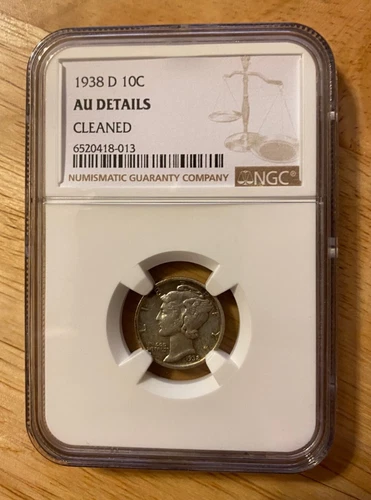 1938 D 10C
AU DETAILS
CLEANED
6520418-013
NUMISMATIC GUARANTY COMPANY
NGC®